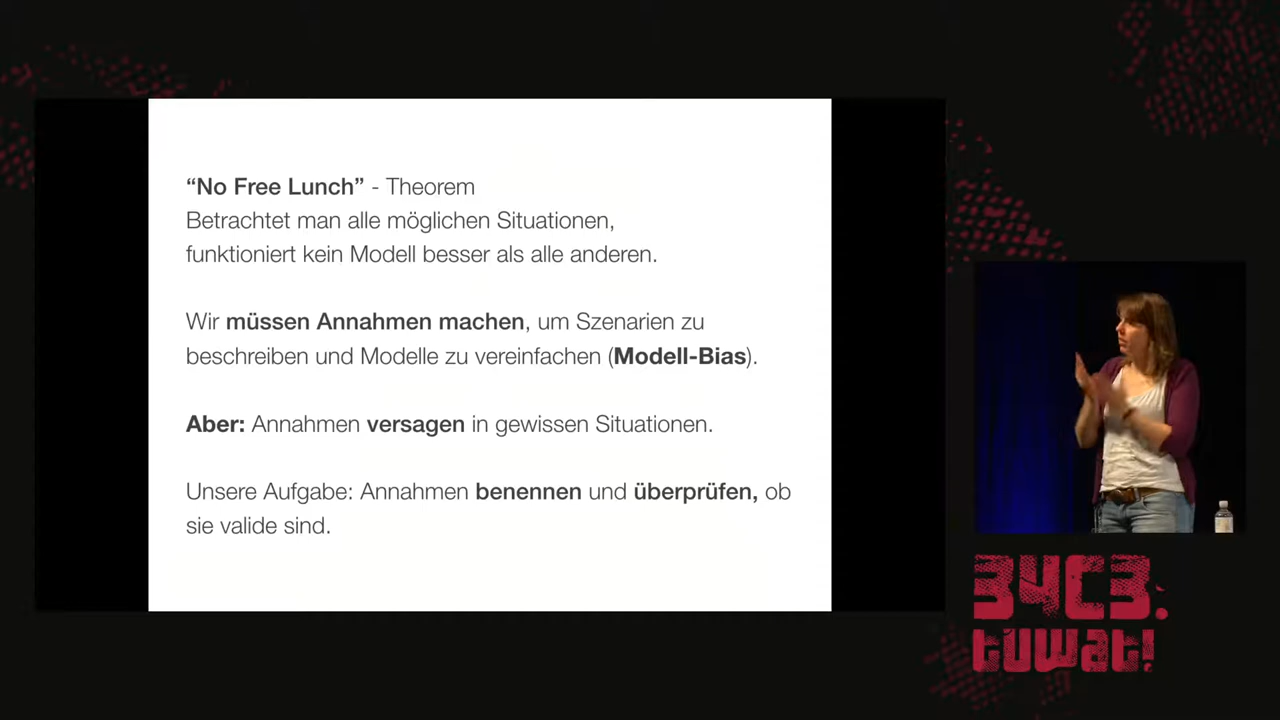 “No Free Lunch” - Theorem
Betrachtet man alle möglichen Situationen,
funktioniert kein Modell besser als alle anderen.
Wir müssen Annahmen machen, um Szenarien zu
beschreiben und Modelle zu vereinfachen (Modell-Bias).
Aber: Annahmen versagen in gewissen Situationen.
Unsere Aufgabe: Annahmen benennen und überprüfen, ob
sie valide sind.
34C3.
tuwat!